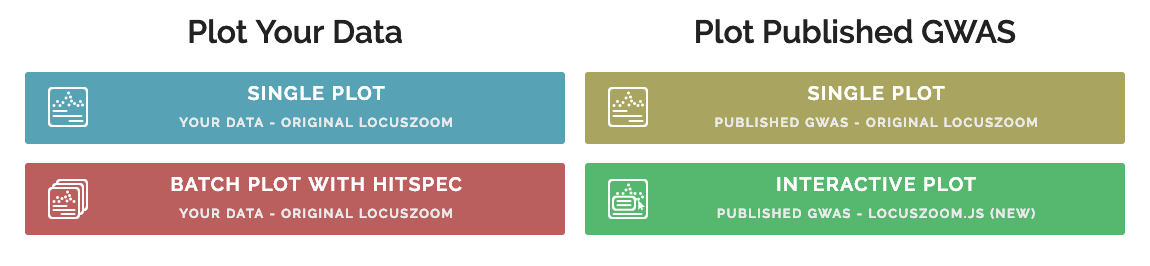 Plot Your Data
SINGLE PLOT
YOUR DATA - ORIGINAL LOCUSZOOM
BATCH PLOT WITH HITSPEC
YOUR DATA - ORIGINAL LOCUSZOOM
Plot Published GWAS
SINGLE PLOT
PUBLISHED GWAS - ORIGINAL LOCUSZOOM
INTERACTIVE PLOT
PUBLISHED GWAS - LOCUSZOOM.JS (NEW)